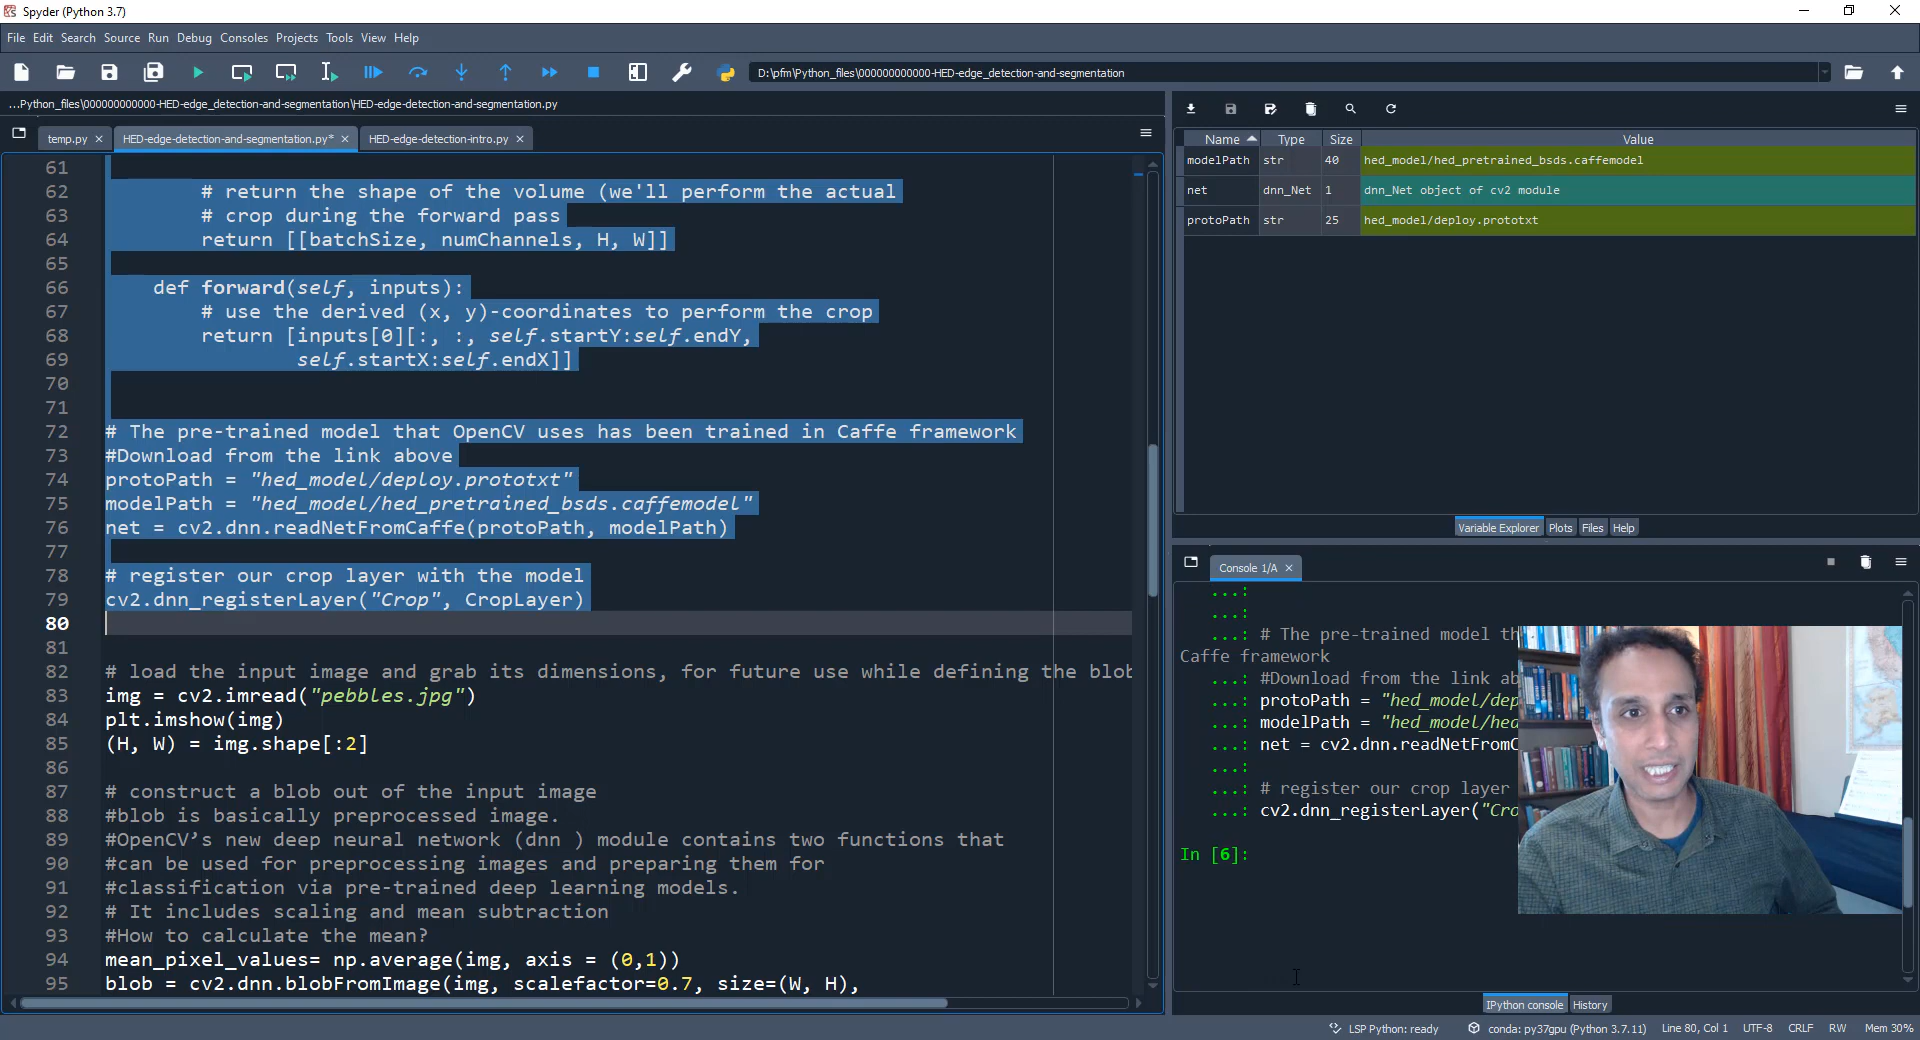 Spyder (Python 3.7)
File Edit Search Source Run Debug Consoles Projects Tools View Help
D:\pfm\Python_files\000000000000-HED-edge_detection-and-segmentation
...Python_files\000000000000-HED-edge_detection-and-segmentation\HED-edge-detection-and-segmentation.py
temp.py HED-edge-detection-and-segmentation.py* HED-edge-detection-intro.py
61
62 # return the shape of the volume (we'll perform the actual
63 # crop during the forward pass
64 return [[batchSize, numChannels, H, W]]
65
66 def forward(self, inputs):
67 # use the derived (x, y)-coordinates to perform the crop
68 return [inputs[0][:, :, self.startY:self.endY,
69 self.startX:self.endX]]
70
71
72 # The pre-trained model that OpenCV uses has been trained in Caffe framework
73 #Download from the link above
74 protoPath = "hed_model/deploy.prototxt"
75 modelPath = "hed_model/hed_pretrained_bsds.caffemodel"
76 net = cv2.dnn.readNetFromCaffe(protoPath, modelPath)
77
78 # register our crop layer with the model
79 cv2.dnn_registerLayer("Crop", CropLayer)
80
81
82 # load the input image and grab its dimensions, for future use while defining the blob
83 img = cv2.imread("pebbles.jpg")
84 plt.imshow(img)
85 (H, W) = img.shape[:2]
86
87 # construct a blob out of the input image
88 #blob is basically preprocessed image.
89 #OpenCV’s new deep neural network (dnn ) module contains two functions that
90 #can be used for preprocessing images and preparing them for
91 #classification via pre-trained deep learning models.
92 # It includes scaling and mean subtraction
93 #How to calculate the mean?
94 mean_pixel_values= np.average(img, axis = (0,1))
95 blob = cv2.dnn.blobFromImage(img, scalefactor=0.7, size=(W, H),
Name Type Size Value
modelPath str 40 hed_model/hed_pretrained_bsds.caffemodel
net dnn_Net 1 dnn_Net object of cv2 module
protoPath str 25 hed_model/deploy.prototxt
Variable Explorer Plots Files Help
Console 1/A
...:
...:
...: # The pre-trained model th
Caffe framework
...: #Download from the link ab
...: protoPath = "hed_model/dep
...: modelPath = "hed_model/hed
...: net = cv2.dnn.readNetFromC
...:
...: # register our crop layer
...: cv2.dnn_registerLayer("Cro
In [6]:
IPython console History
LSP Python: ready conda: py37gpu (Python 3.7.11) Line 80, Col 1 UTF-8 CRLF RW Mem 30%